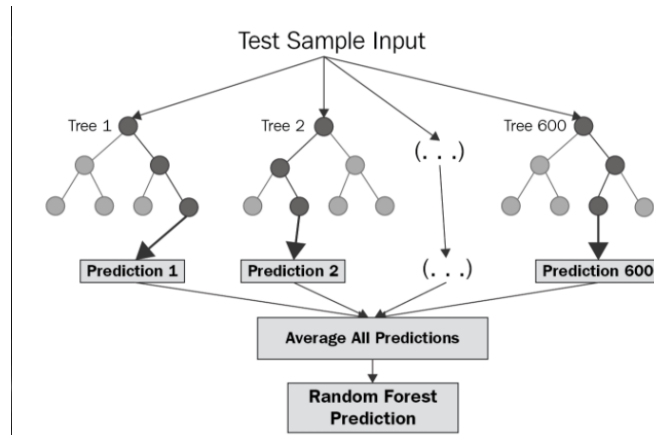 Test Sample Input
Tree 1
Tree 2
Tree 600
(. . .)
Prediction 1
Prediction 2
(. . .)
Prediction 600
Average All Predictions
Random Forest
Prediction